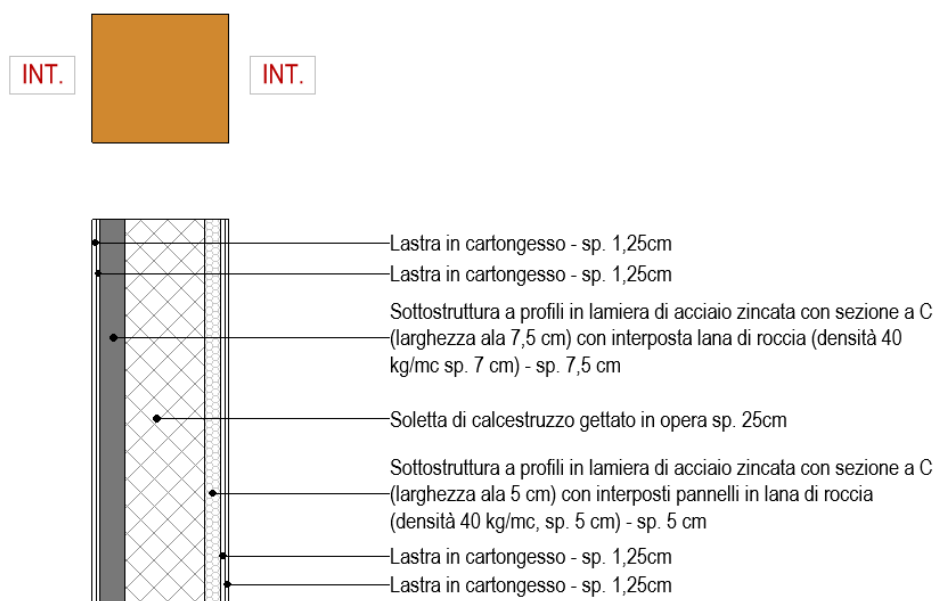 INT.
INT.
Lastra in cartongesso - sp. 1,25cm
Lastra in cartongesso - sp. 1,25cm
Sottostruttura a profili in lamiera di acciaio zincata con sezione a C
(larghezza ala 7,5 cm) con interposta lana di roccia (densità 40
kg/mc sp. 7 cm) - sp. 7,5 cm
Soletta di calcestruzzo gettato in opera sp. 25cm
Sottostruttura a profili in lamiera di acciaio zincata con sezione a C
(larghezza ala 5 cm) con interposti pannelli in lana di roccia
(densità 40 kg/mc, sp. 5 cm) - sp. 5 cm
Lastra in cartongesso - sp. 1,25cm
Lastra in cartongesso - sp. 1,25cm